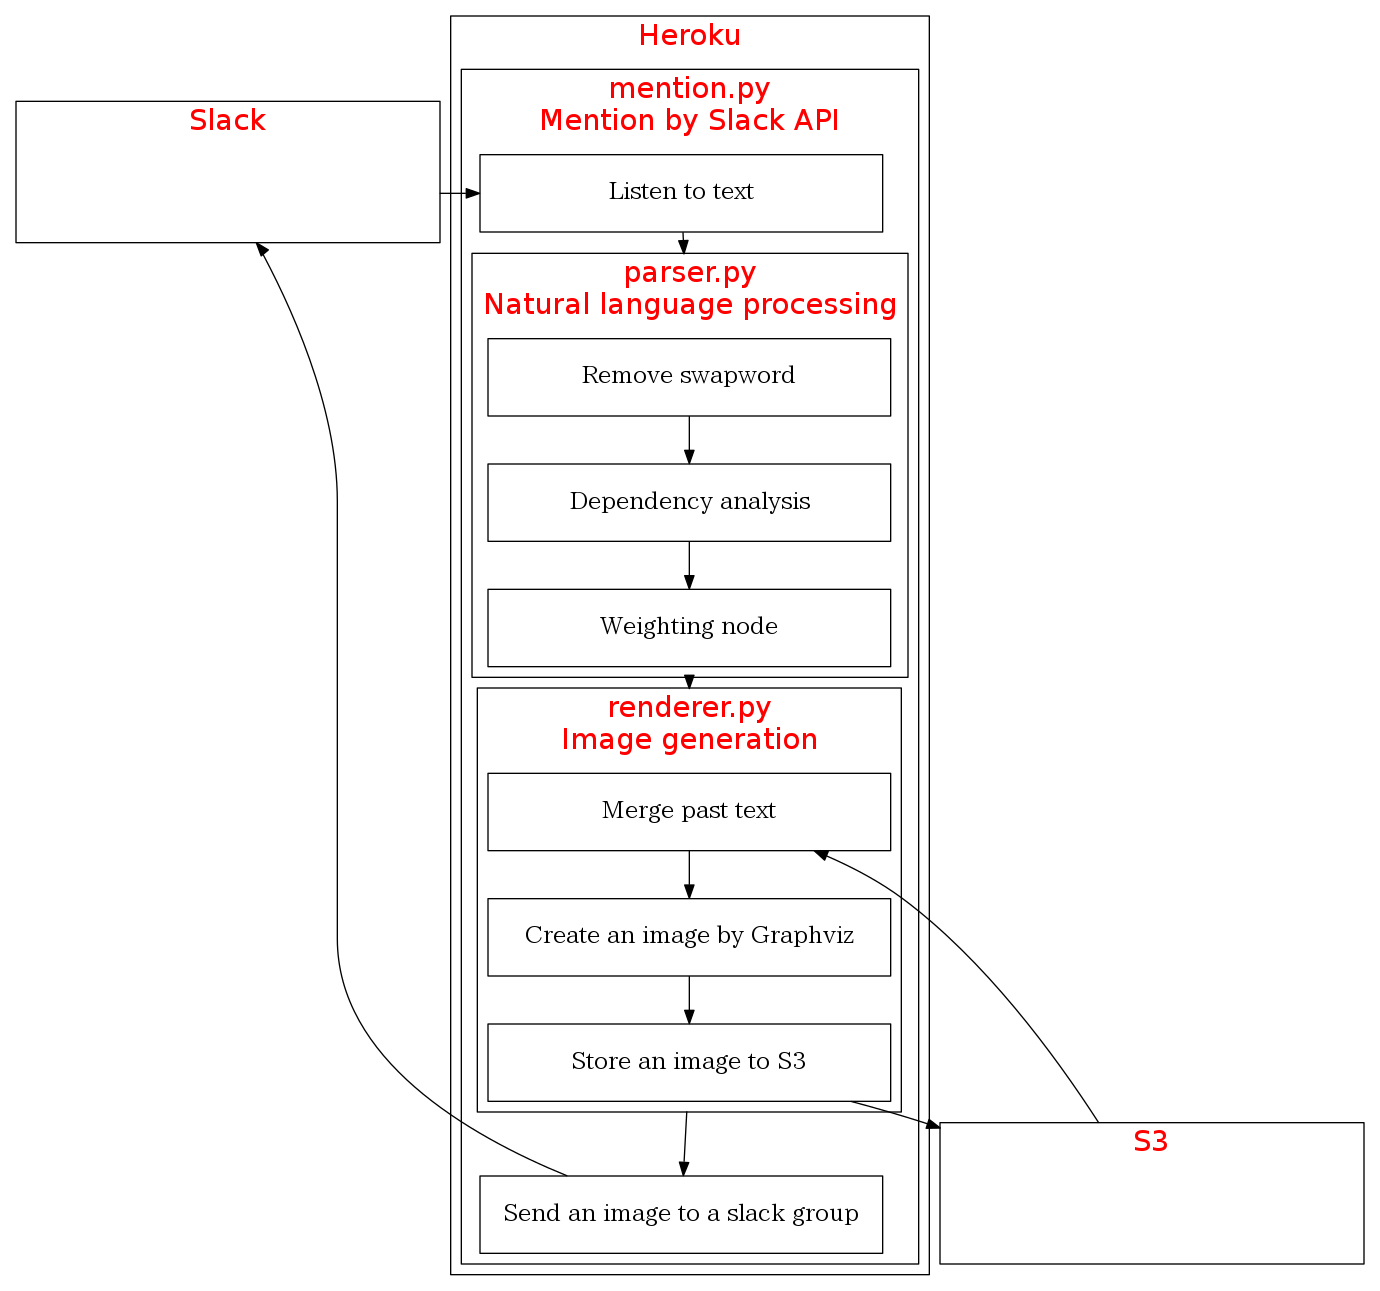 Heroku
mention.py
Mention by Slack API
Slack
Listen to text
parser.py
Natural language processing
Remove swapword
Dependency analysis
Weighting node
renderer.py
Image generation
Merge past text
Create an image by Graphviz
Store an image to S3
S3
Send an image to a slack group